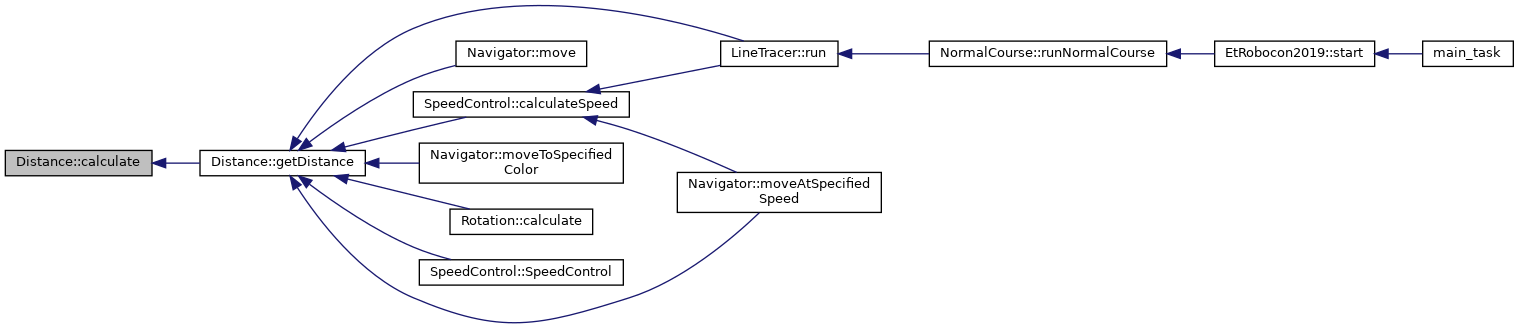 Distance::calculate
Distance::getDistance
Navigator::move
SpeedControl::calculateSpeed
Navigator::moveToSpecified
Color
Rotation::calculate
SpeedControl::SpeedControl
LineTracer::run
Navigator::moveAtSpecified
Speed
NormalCourse::runNormalCourse
EtRobocon2019::start
main_task